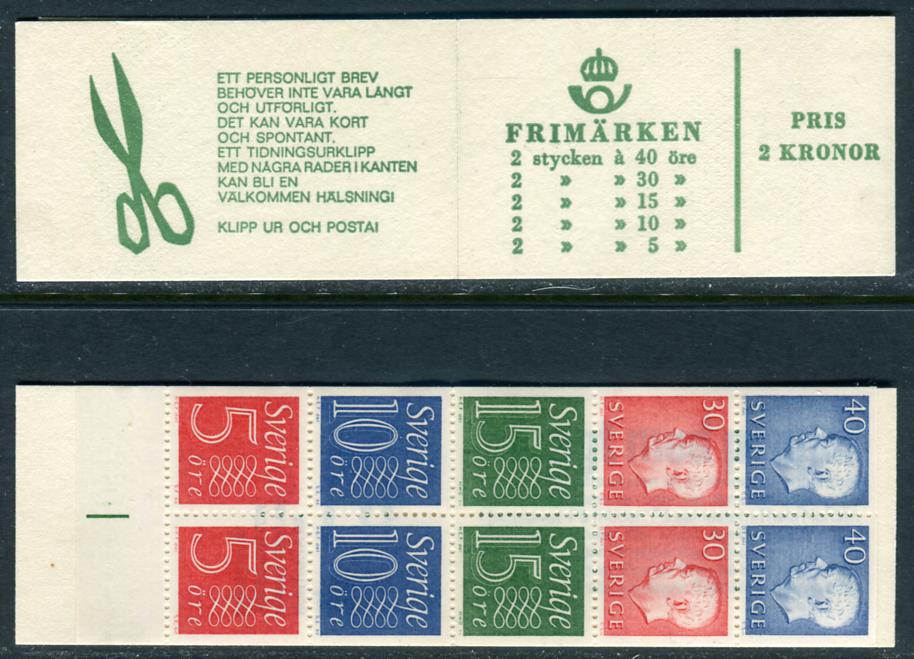 ETT PERSONLIGT BREV
BEHÖVER INTE VARA LÅNGT
OCH UTFÖRLIGT.
DET KAN VARA KORT
OCH SPONTANT.
ETT TIDNINGSURKLIPP
MED NÅGRA RADER I KANTEN
KAN BLI EN
VÄLKOMMEN HÄLSNING!
KLIPP UR OCH POSTA!
FRIMÄRKEN
2 stycken à 40 öre
2 » » 30 »
2 » » 15 »
2 » » 10 »
2 » » 5 »
PRIS
2 KRONOR
Sverige
5
öre
Sverige
10
öre
Sverige
15
öre
30
SVERIGE
40
SVERIGE
Sverige
5
öre
Sverige
10
öre
Sverige
15
öre
30
SVERIGE
40
SVERIGE